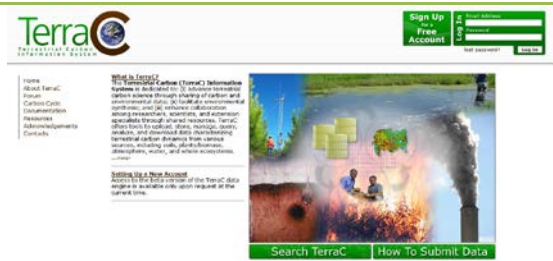 TerraC
Terrestrial Carbon
Information System
Sign Up
for a
Free
Account
Log In
Email Address
Password
lost password?
Log In
Home
About TerraC
Forum
Carbon Cycle
Documentation
Resources
Acknowledgements
Contacts
What is TerraC?
The Terrestrial Carbon (TerraC) Information
System is dedicated to: (i) advance terrestrial
carbon science through sharing of carbon and
environmental data; (ii) facilitate environmental
synthesis; and (iii) enhance collaboration
among researchers, scientists, and extension
specialists through shared resources. TerraC
offers tools to upload, store, manage, query,
analyze, and download data characterizing
terrestrial carbon dynamics from various
sources, including soils, plants/biomass,
atmosphere, water, and whole ecosystems.
...more
Setting Up a New Account
Access to the beta version of the TerraC data
engine is available only upon request at the
current time.
Search TerraC
How To Submit Data